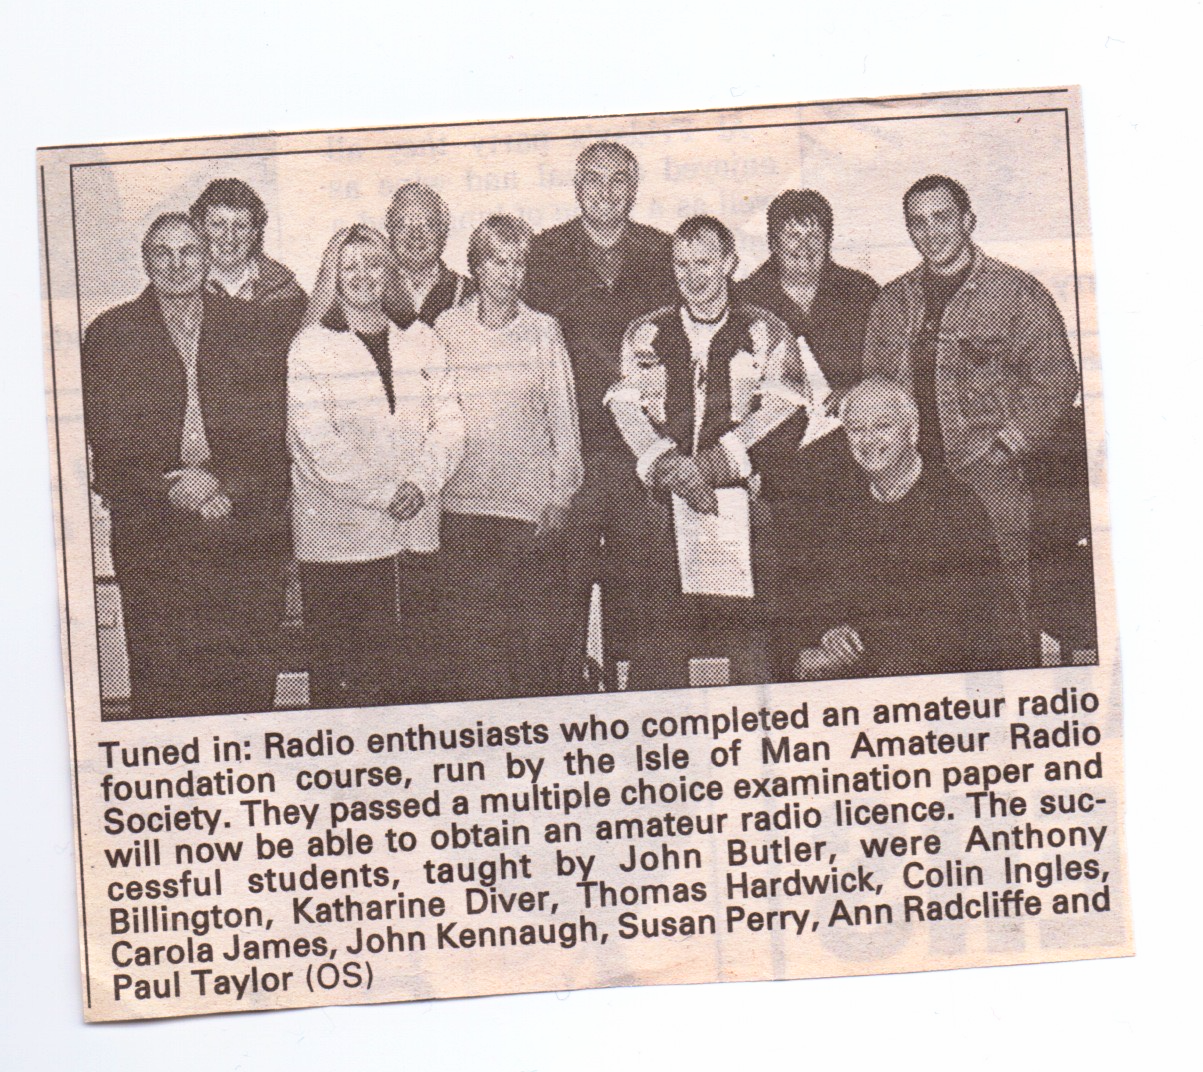 Tuned in: Radio enthusiasts who completed an amateur radio
foundation course, run by the Isle of Man Amateur Radio
Society. They passed a multiple choice examination paper and
will now be able to obtain an amateur radio licence. The suc-
cessful students, taught by John Butler, were Anthony
Billington, Katharine Diver, Thomas Hardwick, Colin Ingles,
Carola James, John Kennaugh, Susan Perry, Ann Radcliffe and
Paul Taylor (OS)